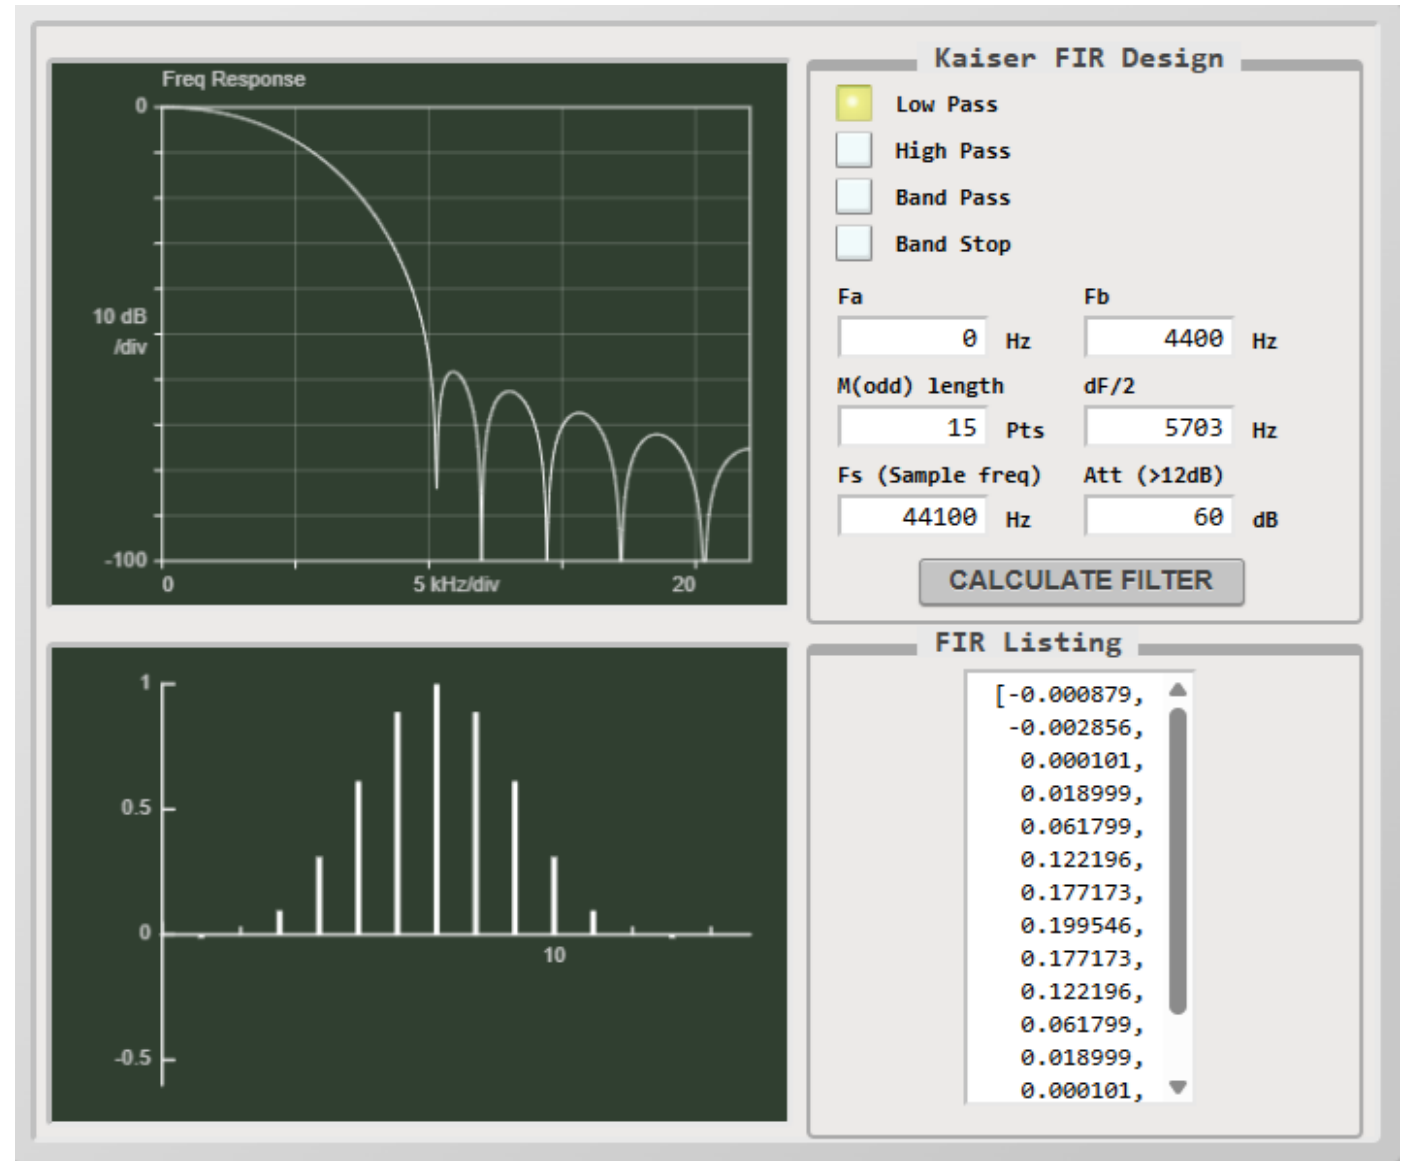 Freq Response
0
10 dB
/div
-100
0
5 kHz/div
20
Kaiser FIR Design
Low Pass
High Pass
Band Pass
Band Stop
Fa
Fb
0 Hz
4400 Hz
M(odd) length
dF/2
15 Pts
5703 Hz
Fs (Sample freq)
Att (>12dB)
44100 Hz
60 dB
CALCULATE FILTER
1
0.5
0
10
-0.5
FIR Listing
[-0.000879,
-0.002856,
0.000101,
0.018999,
0.061799,
0.122196,
0.177173,
0.199546,
0.177173,
0.122196,
0.061799,
0.018999,
0.000101,